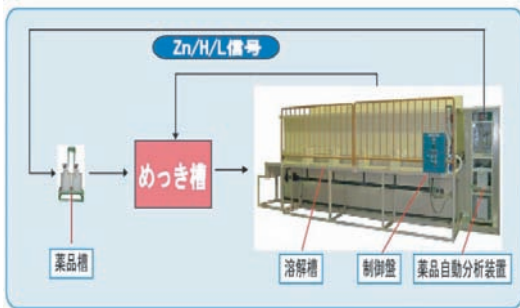 Zn/H/L信号
めっき槽
薬品槽
溶解槽
制御盤
薬品自動分析装置